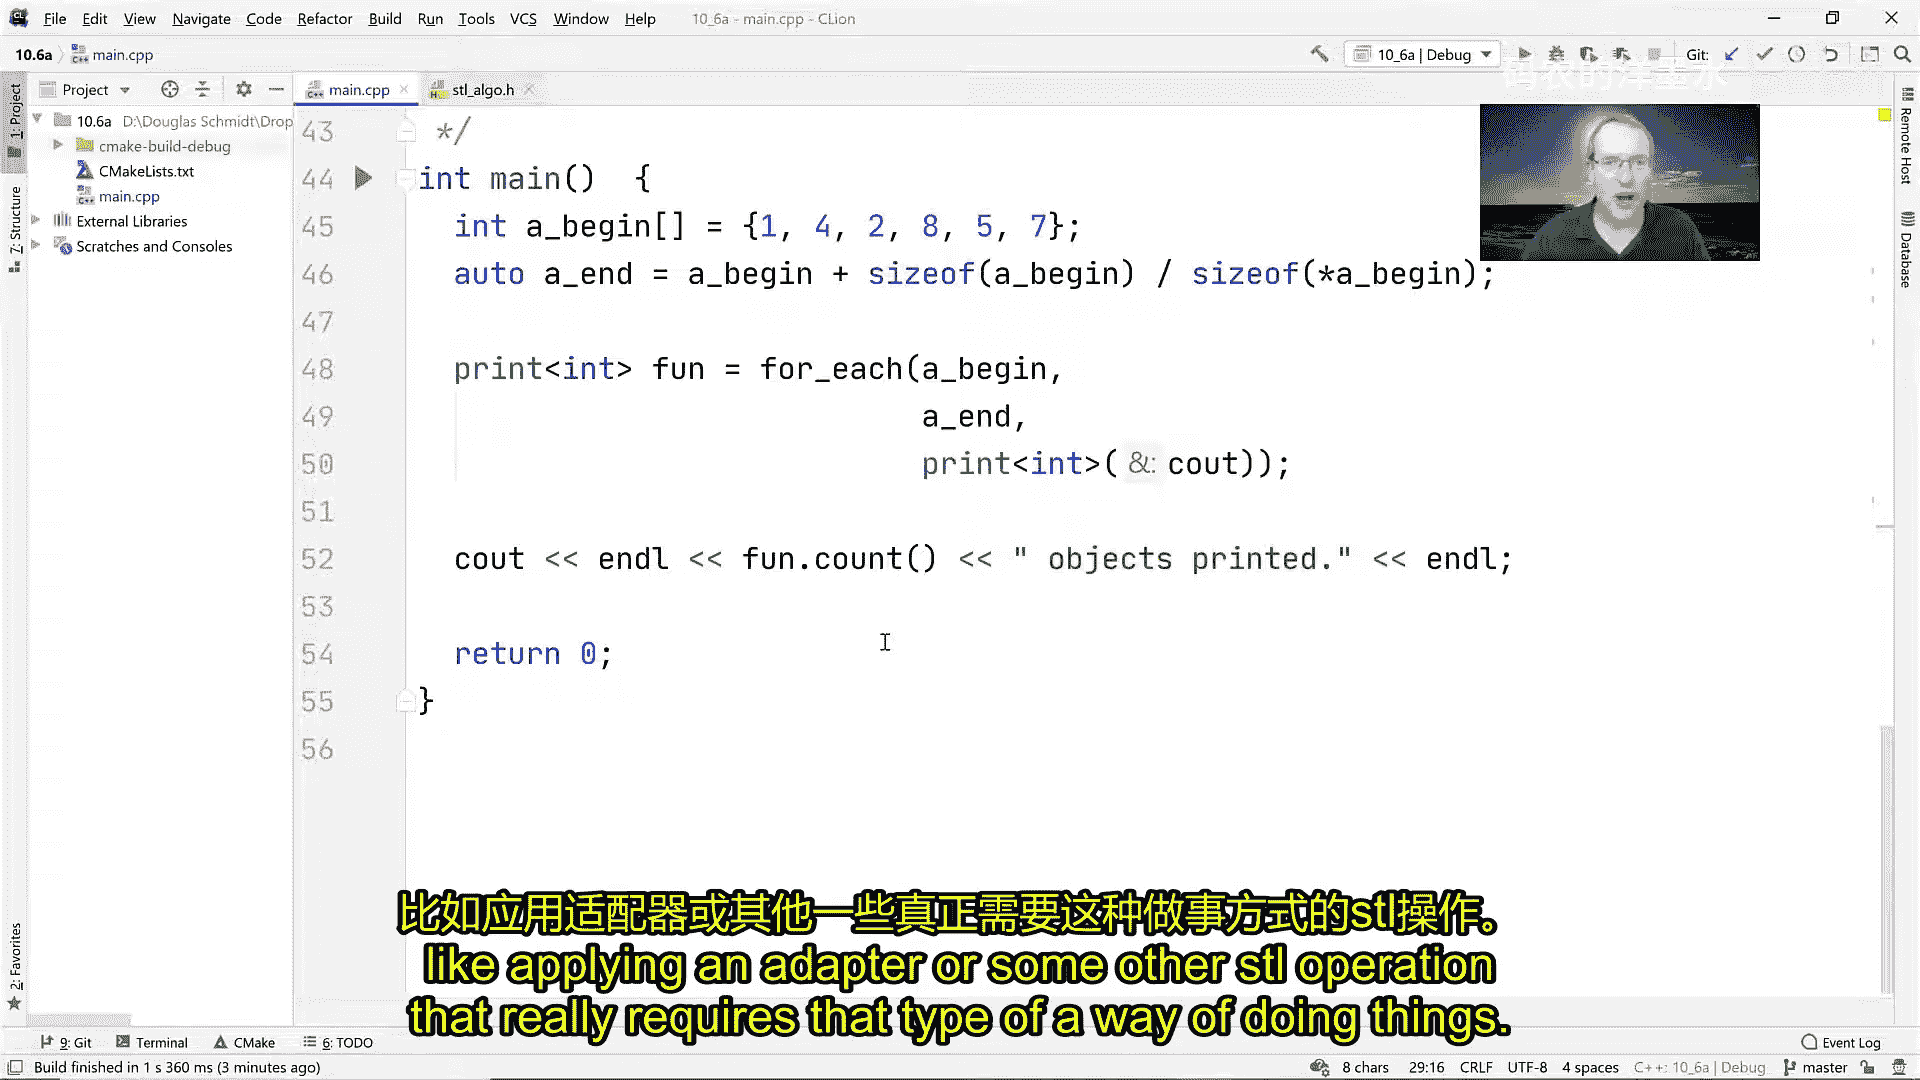 File Edit View Navigate Code Refactor Build Run Tools VCS Window Help 10_6a - main.cpp - CLion
10.6a main.cpp 10_6a | Debug Git:
Project main.cpp stl_algo.h
1: Project
7: Structure
2: Favorites
10.6a D:\Douglas Schmidt\Drop
cmake-build-debug
CMakeLists.txt
main.cpp
External Libraries
Scratches and Consoles
43 */
44 int main() {
45 int a_begin[] = {1, 4, 2, 8, 5, 7};
46 auto a_end = a_begin + sizeof(a_begin) / sizeof(*a_begin);
47
48 print<int> fun = for_each(a_begin,
49 a_end,
50 print<int>( &: cout));
51
52 cout << endl << fun.count() << " objects printed." << endl;
53
54 return 0;
55 }
56
Remote Host
Database
比如应用适配器或其他一些真正需要这种做事方式的stl操作。
like applying an adapter or some other stl operation
that really requires that type of a way of doing things.
9: Git Terminal CMake 6: TODO Event Log
Build finished in 1 s 360 ms (3 minutes ago) 8 chars 29:16 CRLF UTF-8 4 spaces C++: 10_6a | Debug master